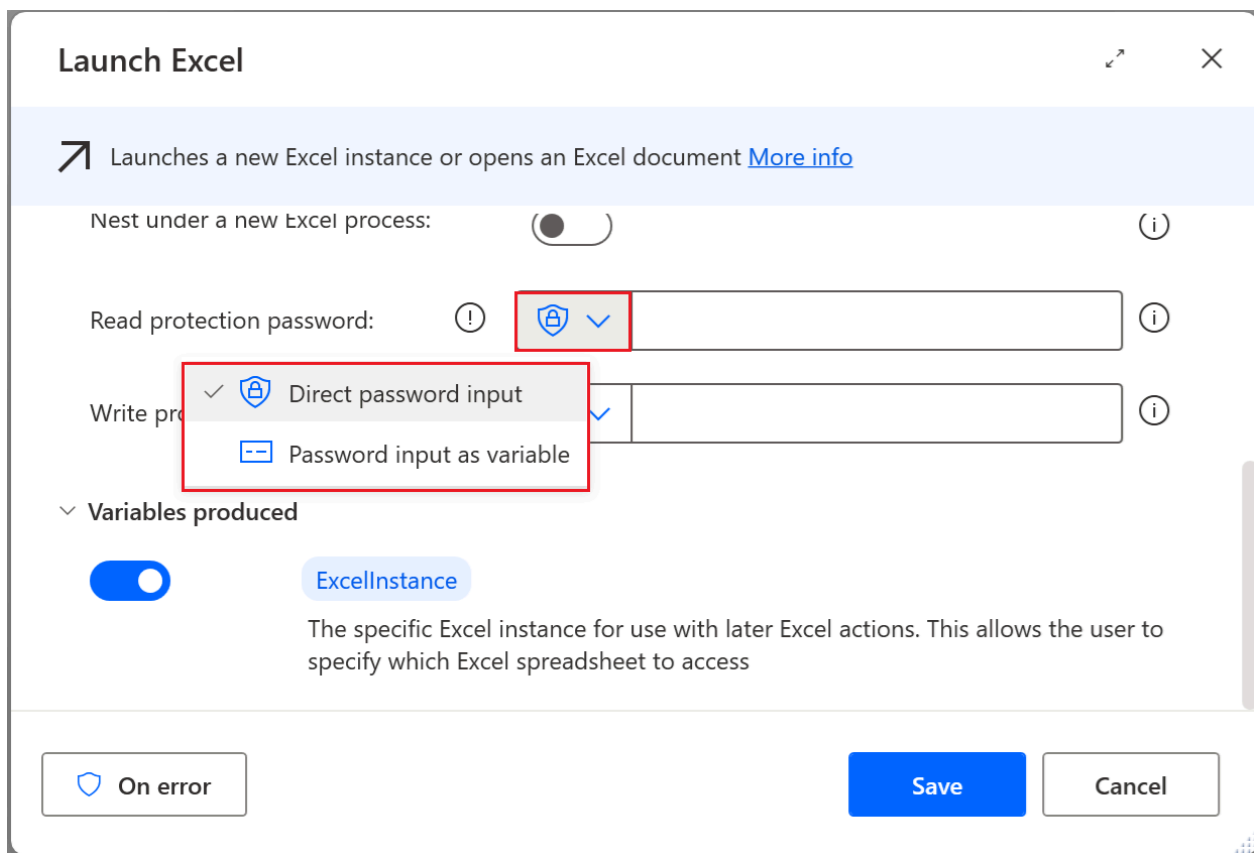 Launch Excel
Launches a new Excel instance or opens an Excel document More info
Nest under a new Excel process:
Read protection password:
Direct password input
Write pro
Password input as variable
Variables produced
ExcelInstance
The specific Excel instance for use with later Excel actions. This allows the user to
specify which Excel spreadsheet to access
On error
Save
Cancel